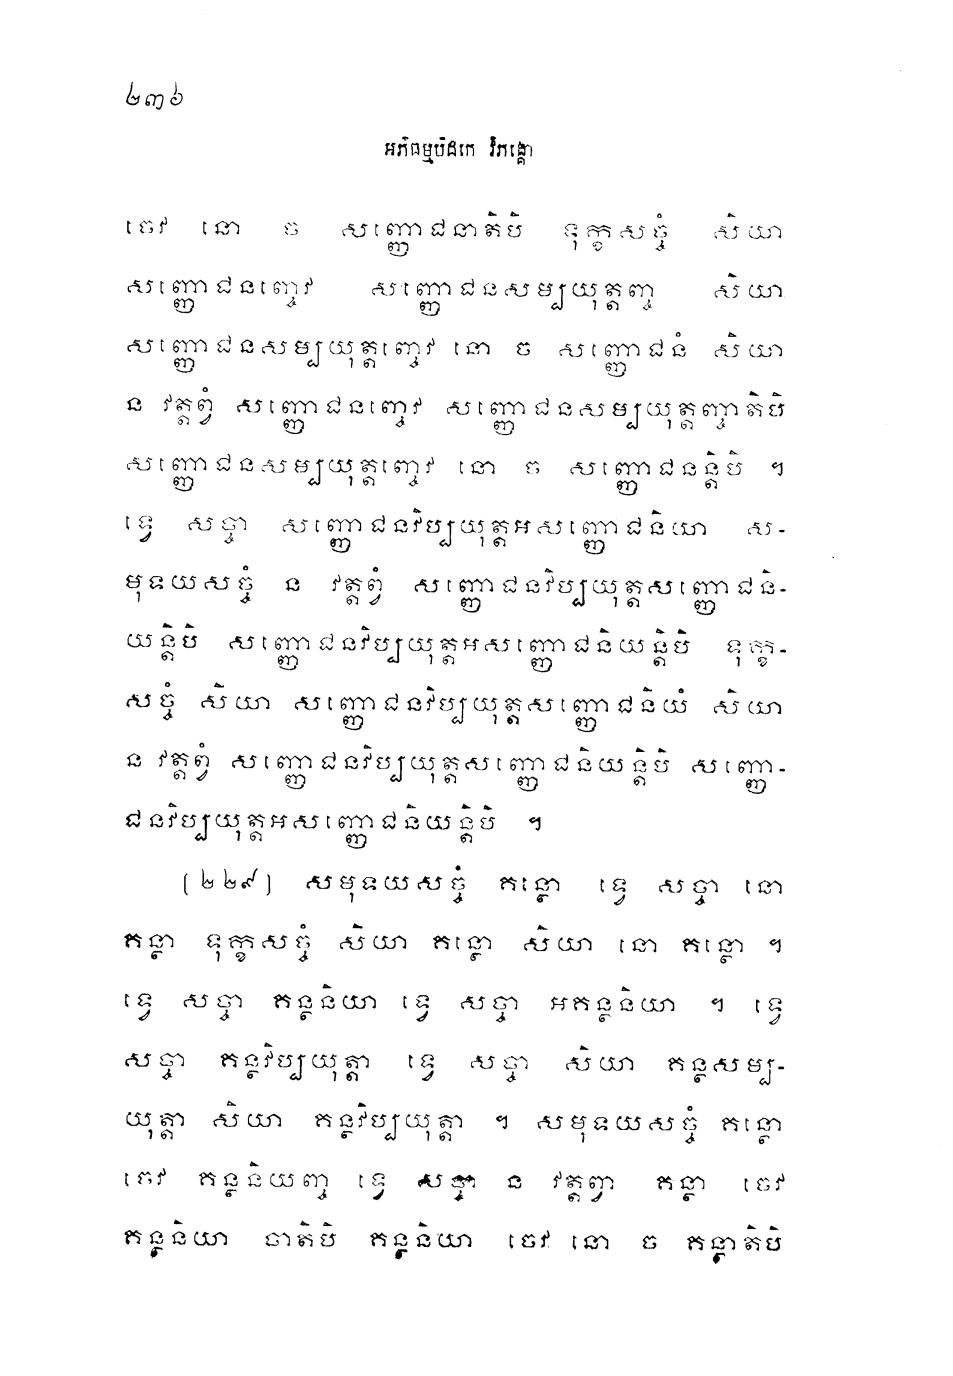 ២៣៦
អភិធម្មបិដកេ វិភង្គោ
ចេវ នោ ច សញ្ញោជនាតិបិ ទុក្ខសច្ចំ សិយា
សញ្ញោជនញ្ចេវ សញ្ញោជនសម្បយុត្តញ្ច សិយា
សញ្ញោជនសម្បយុត្តញ្ចេវ នោ ច សញ្ញោជនំ សិយា
ន វត្តព្វំ សញ្ញោជនញ្ចេវ សញ្ញោជនសម្បយុត្តញ្ចាតិបិ
សញ្ញោជនសម្បយុត្តញ្ចេវ នោ ច សញ្ញោជនន្តិបិ ។
ទ្វេ សច្ចា សញ្ញោជនវិប្បយុត្តអសញ្ញោជនិយា ស-
មុទយសច្ចំ ន វត្តព្វំ សញ្ញោជនវិប្បយុត្តសញ្ញោជនិ-
យន្តិបិ សញ្ញោជនវិប្បយុត្តអសញ្ញោជនិយន្តិបិ ទុក្ខ-
សច្ចំ សិយា សញ្ញោជនវិប្បយុត្តសញ្ញោជនិយំ សិយា
ន វត្តព្វំ សញ្ញោជនវិប្បយុត្តសញ្ញោជនិយន្តិបិ សញ្ញោ-
ជនវិប្បយុត្តអសញ្ញោជនិយន្តិបិ ។
(២២៩) សមុទយសច្ចំ គន្ថោ ទ្វេ សច្ចា នោ
គន្ថា ទុក្ខសច្ចំ សិយា គន្ថោ សិយា នោ គន្ថោ ។
ទ្វេ សច្ចា គន្ថនិយា ទ្វេ សច្ចា អគន្ថនិយា ។ ទ្វេ
សច្ចា គន្ថវិប្បយុត្តា ទ្វេ សច្ចា សិយា គន្ថសម្ប-
យុត្តា សិយា គន្ថវិប្បយុត្តា ។ សមុទយសច្ចំ គន្ថោ
ចេវ គន្ថនិយញ្ច ទ្វេ សច្ចា ន វត្តព្វា គន្ថា ចេវ
គន្ថនិយា ចាតិបិ គន្ថនិយា ចេវ នោ ច គន្ថាតិបិ